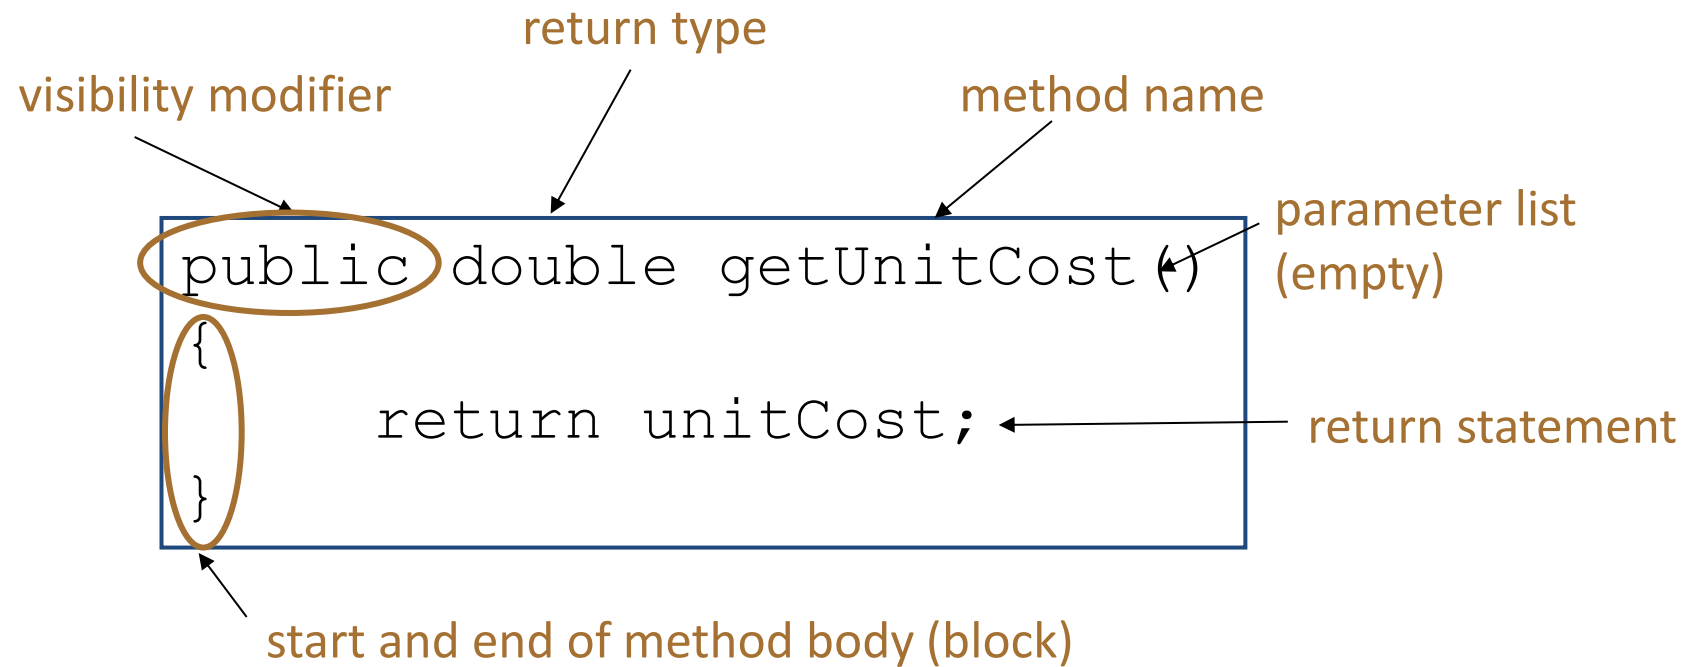 return type
visibility modifier
method name
parameter list
(empty)
public double getUnitCost()
{
return unitCost;
return statement
}
start and end of method body (block)